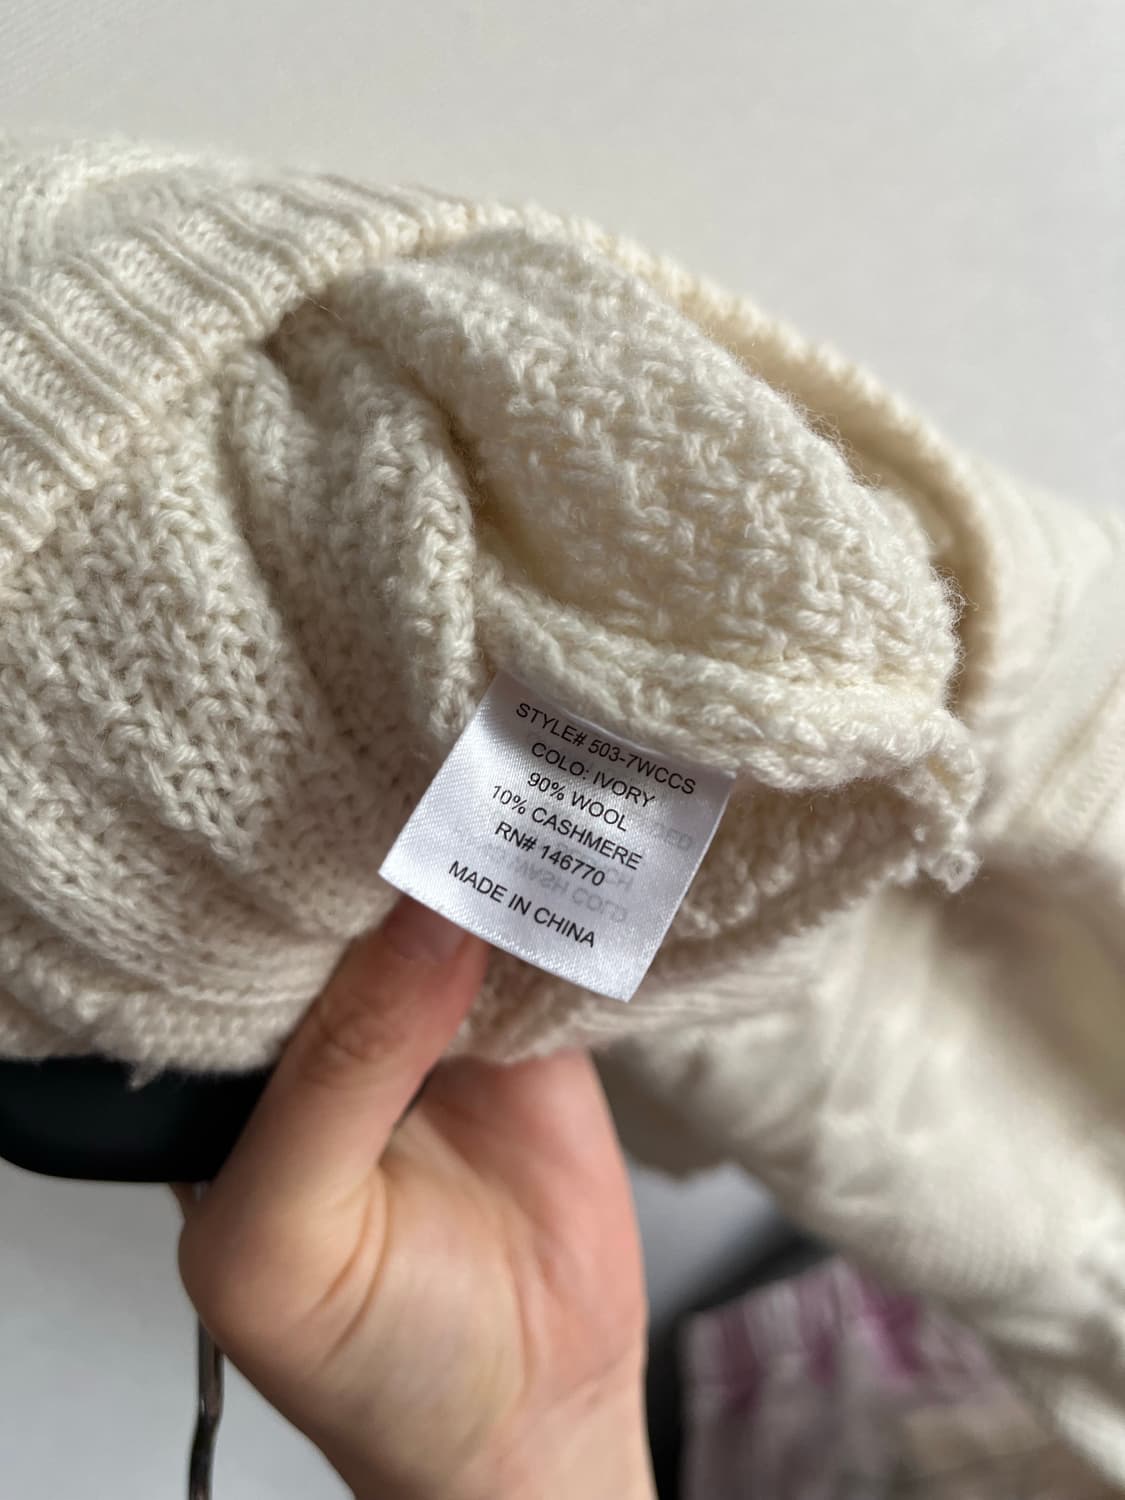 STYLE# 503-7WCCS
COLO: IVORY
90% WOOL
10% CASHMERE
RN# 146770
MADE IN CHINA